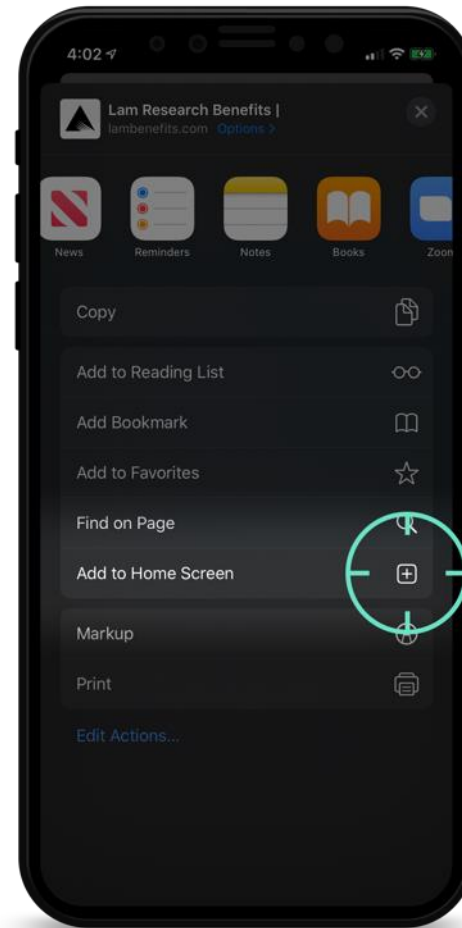 4:02
Lam Research Benefits |
lambenefits.com Options >
News Reminders Notes Books Zoom
Copy
Add to Reading List
Add Bookmark
Add to Favorites
Find on Page
Add to Home Screen
Markup
Print
Edit Actions...